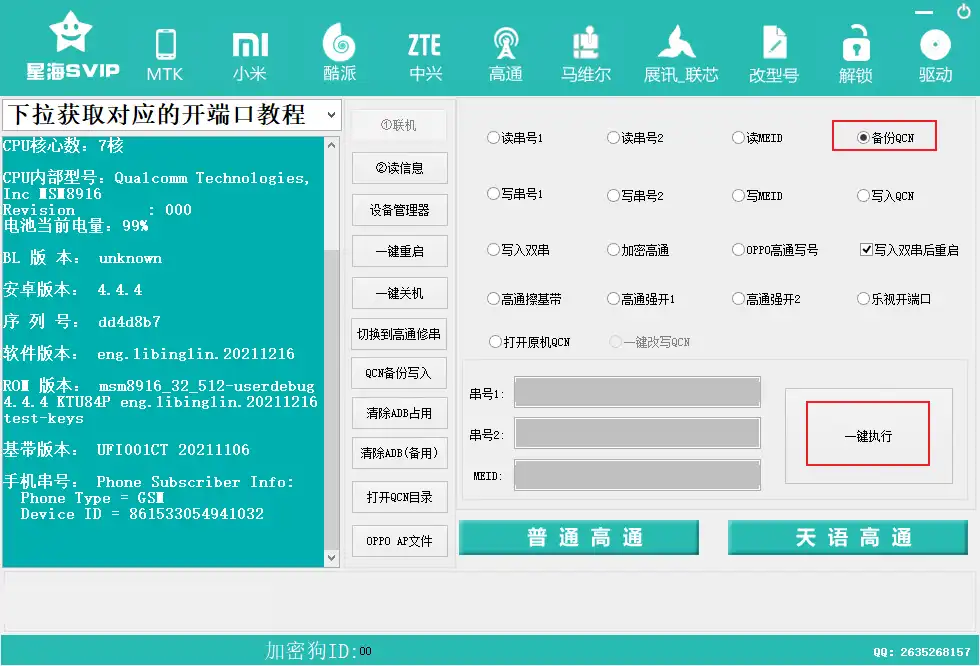 星海SVIP
MTK
小米
酷派
ZTE
中兴
高通
马维尔
展讯_联芯
改型号
解锁
驱动
下拉获取对应的开端口教程
CPU核心数：7核
CPU内部型号：Qualcomm Technologies,
Inc MSM8916
Revision : 000
电池当前电量：99%
BL 版 本： unknown
安卓版本： 4.4.4
序 列 号： dd4d8b7
软件版本： eng.libinglin.20211216
ROM 版本： msm8916_32_512-userdebug
4.4.4 KTU84P eng.libinglin.20211216
test-keys
基带版本： UFI001CT 20211106
手机串号： Phone Subscriber Info:
Phone Type = GSM
Device ID = 861533054941032
①联机
②读信息
设备管理器
一键重启
一键关机
切换到高通修串
QCN备份写入
清除ADB占用
清除ADB(备用)
打开QCN目录
OPPO AP文件
读串号1
读串号2
读MEID
备份QCN
写串号1
写串号2
写MEID
写入QCN
写入双串
加密高通
OPPO高通写号
写入双串后重启
高通擦基带
高通强开1
高通强开2
乐视开端口
打开原机QCN
一键改写QCN
串号1:
串号2:
MEID:
一键执行
普通高通
天语高通
加密狗ID:00
QQ: 2635268157